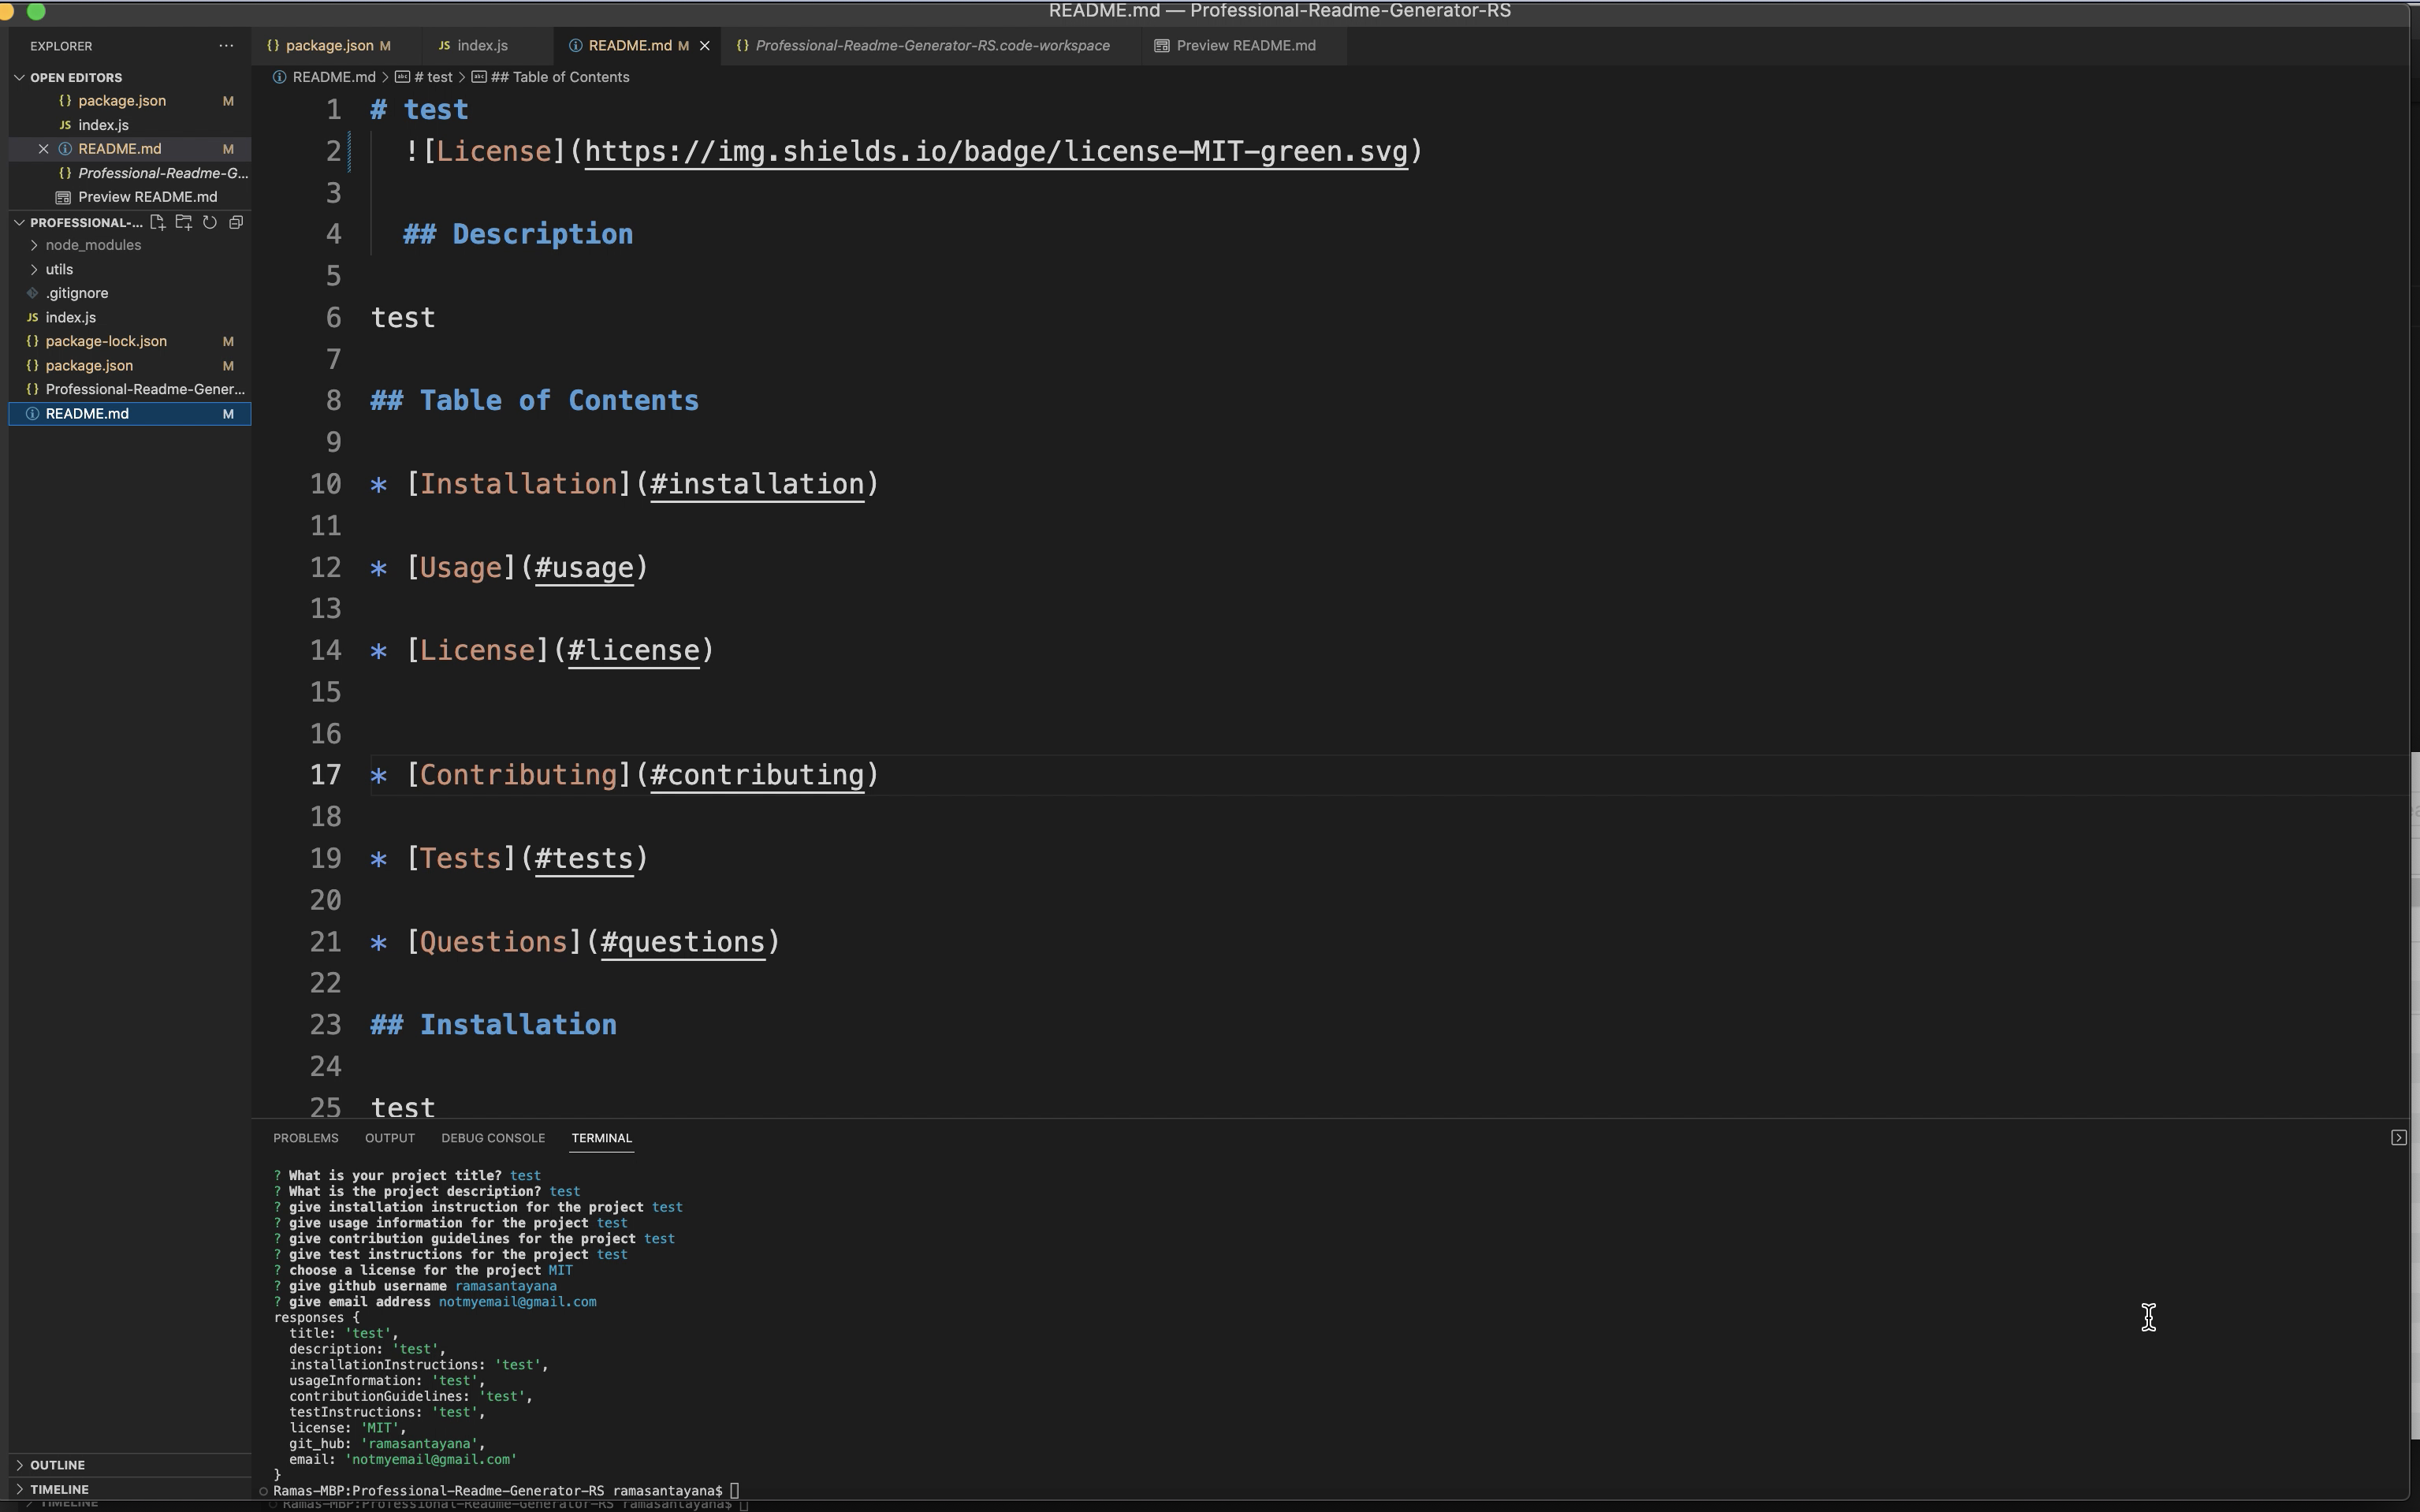 README.md — Professional-Readme-Generator-RS
EXPLORER ...
package.json M
index.js
README.md M
Professional-Readme-Generator-RS.code-workspace
Preview README.md
OPEN EDITORS
package.json M
index.js
README.md M
Professional-Readme-G...
Preview README.md
PROFESSIONAL-...
node_modules
utils
.gitignore
index.js
package-lock.json M
package.json M
Professional-Readme-Gener...
README.md M
OUTLINE
TIMELINE
README.md > # test > ## Table of Contents
1 # test
2 ![License](https://img.shields.io/badge/license-MIT-green.svg)
3
4 ## Description
5
6 test
7
8 ## Table of Contents
9
10 * [Installation](#installation)
11
12 * [Usage](#usage)
13
14 * [License](#license)
15
16
17 * [Contributing](#contributing)
18
19 * [Tests](#tests)
20
21 * [Questions](#questions)
22
23 ## Installation
24
25 test
PROBLEMS OUTPUT DEBUG CONSOLE TERMINAL
? What is your project title? test
? What is the project description? test
? give installation instruction for the project test
? give usage information for the project test
? give contribution guidelines for the project test
? give test instructions for the project test
? choose a license for the project MIT
? give github username ramasantayana
? give email address notmyemail@gmail.com
responses {
title: 'test',
description: 'test',
installationInstructions: 'test',
usageInformation: 'test',
contributionGuidelines: 'test',
testInstructions: 'test',
license: 'MIT',
git_hub: 'ramasantayana',
email: 'notmyemail@gmail.com'
}
Ramas-MBP:Professional-Readme-Generator-RS ramasantayana$
TIMELINE
Ramas-MBP:Professional-Readme-Generator-RS ramasantayana$